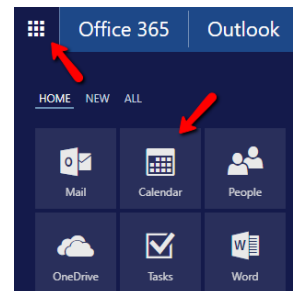 Office 365 Outlook
HOME NEW ALL
Mail Calendar People
OneDrive Tasks Word